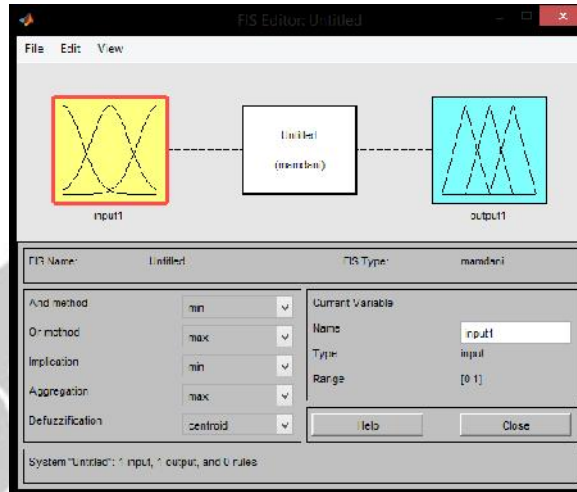 FIS Editor: Untitled
File Edit View
Untitled
(mamdani)
input1
output1
FIS Name: Untitled
FIS Type: mamdani
And method min
Or method max
Implication min
Aggregation max
Defuzzification centroid
Current Variable
Name input1
Type input
Range [0 1]
Help Close
System "Untitled": 1 input, 1 output, and 0 rules